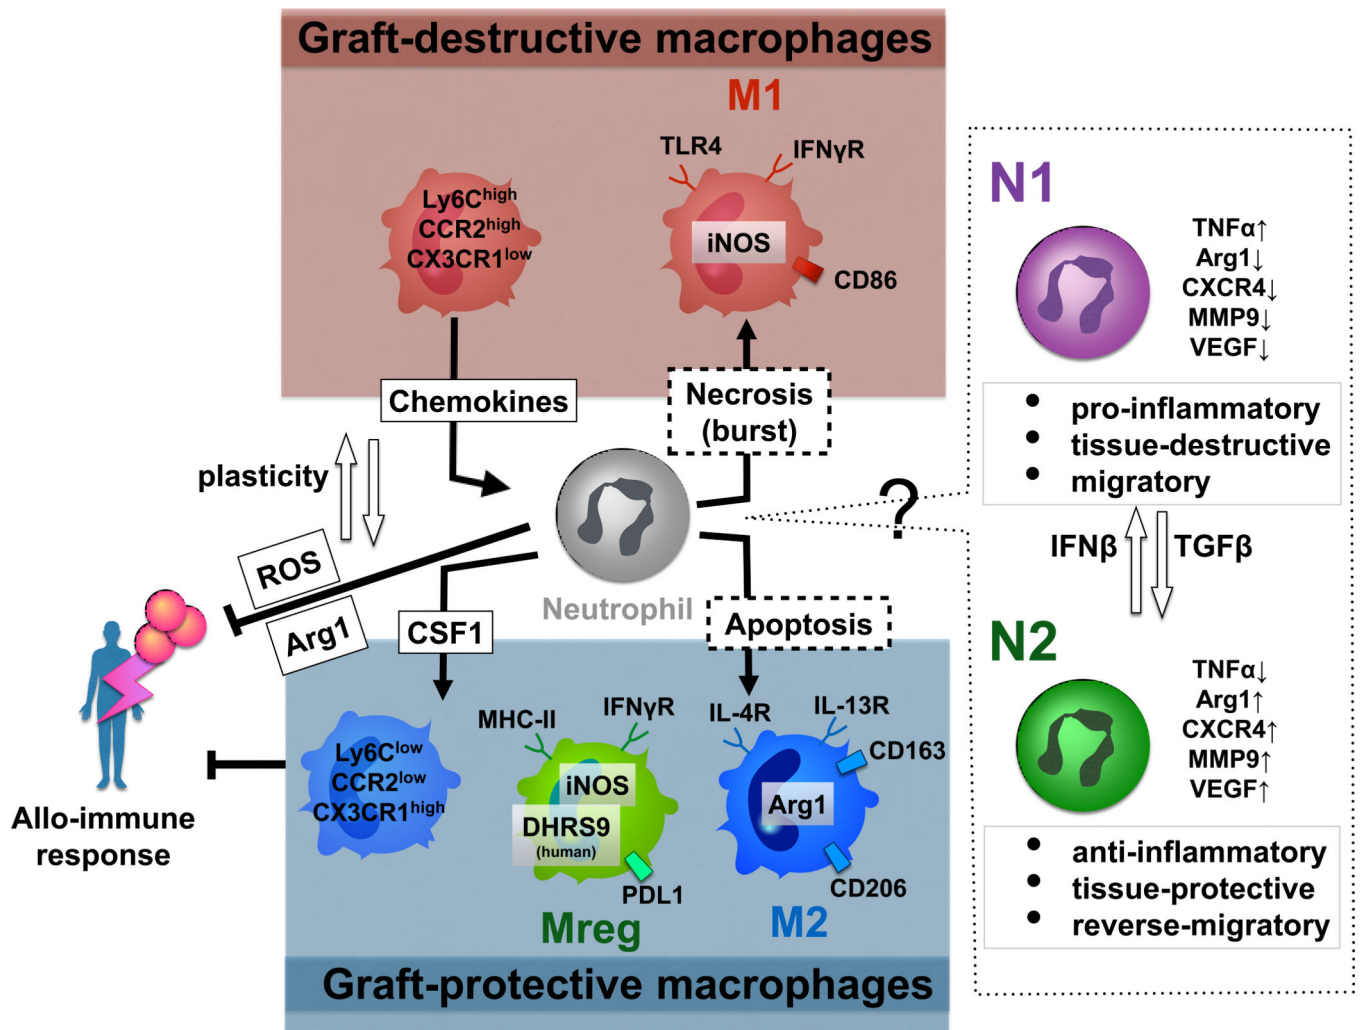 Graft-destructive macrophages
M1
TLR4
IFNγR
Ly6Chigh
CCR2high
CX3CR1low
iNOS
CD86
Chemokines
Necrosis
(burst)
plasticity
?
ROS
Arg1
Neutrophil
CSF1
Apoptosis
Allo-immune
response
Ly6Clow
CCR2low
CX3CR1high
MHC-II
IFNγR
iNOS
DHRS9
(human)
PDL1
Mreg
IL-4R
IL-13R
CD163
Arg1
CD206
M2
Graft-protective macrophages
N1
TNFα↑
Arg1↓
CXCR4↓
MMP9↓
VEGF↓
• pro-inflammatory
• tissue-destructive
• migratory
IFNβ
TGFβ
N2
TNFα↓
Arg1↑
CXCR4↑
MMP9↑
VEGF↑
• anti-inflammatory
• tissue-protective
• reverse-migratory